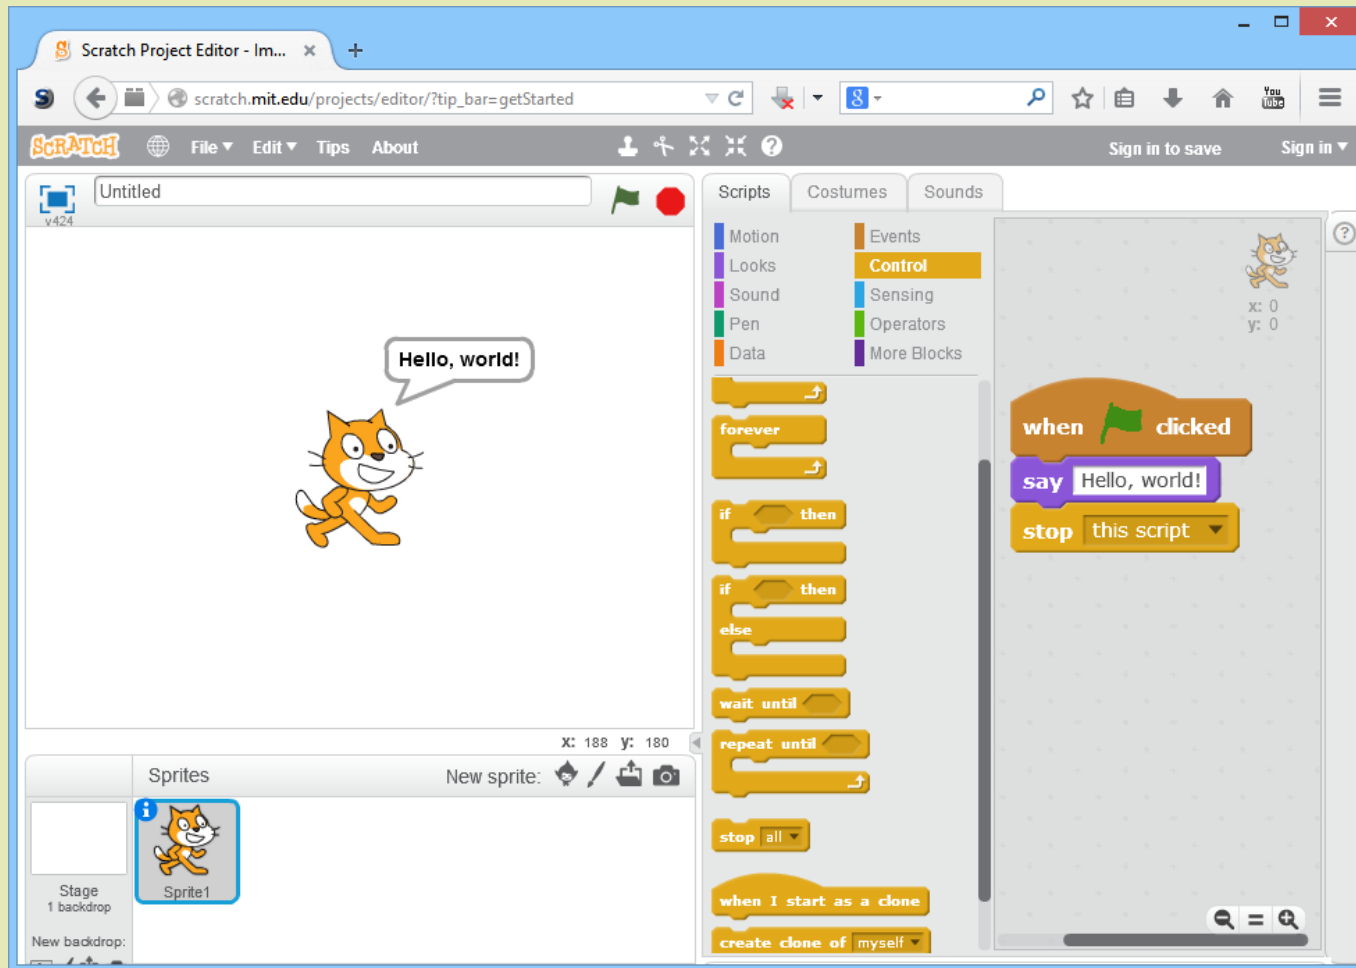 Scratch Project Editor - Im...
scratch.mit.edu/projects/editor/?tip_bar=getStarted
You
Tube
SCRATCH
File Edit Tips About
Sign in to save
Sign in
Untitled
v424
Hello, world!
x: 188 y: 180
Sprites
New sprite:
Sprite1
Stage
1 backdrop
New backdrop:
Scripts
Costumes
Sounds
Motion
Looks
Sound
Pen
Data
Events
Control
Sensing
Operators
More Blocks
forever
if then
if then
else
wait until
repeat until
stop all
when I start as a clone
create clone of myself
x: 0
y: 0
when clicked
say Hello, world!
stop this script